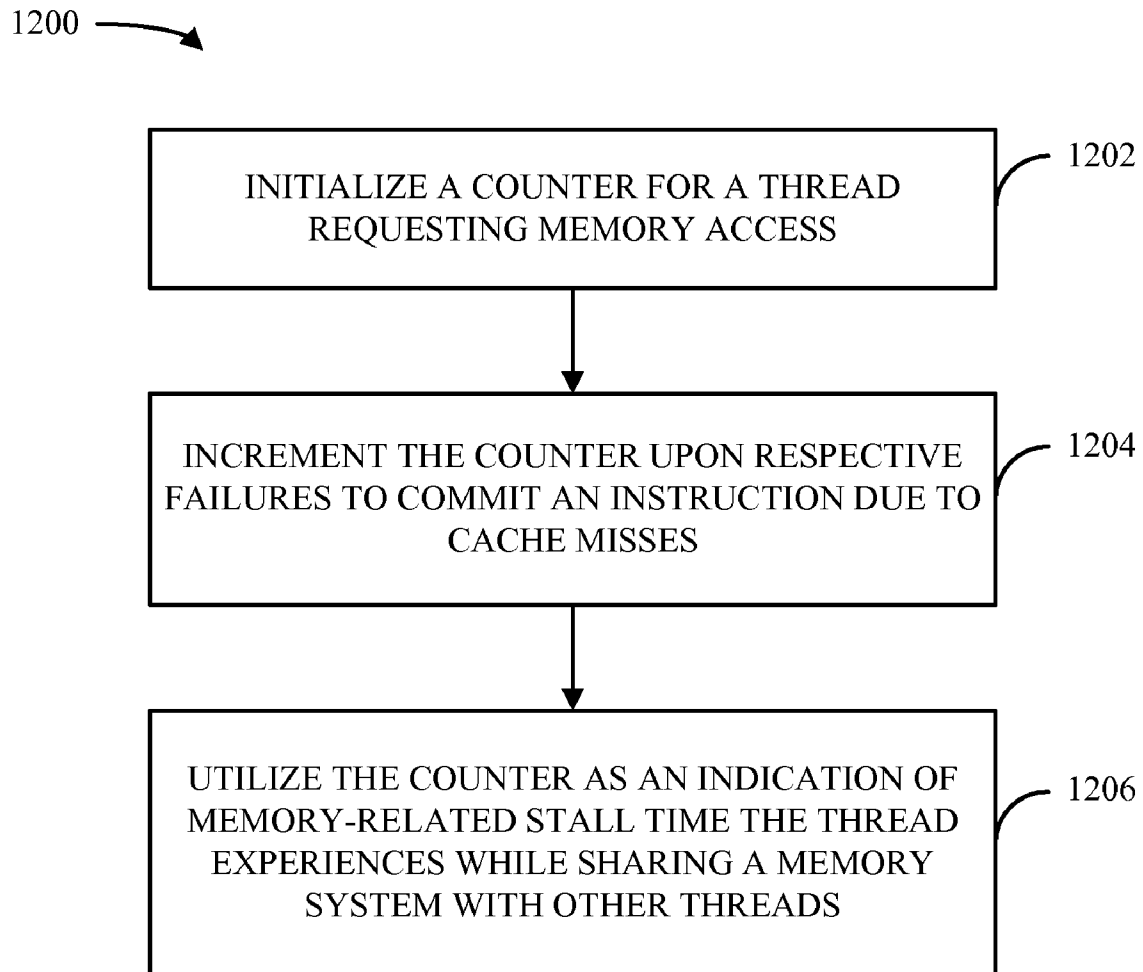 1200
INITIALIZE A COUNTER FOR A THREAD
REQUESTING MEMORY ACCESS
1202
INCREMENT THE COUNTER UPON RESPECTIVE
FAILURES TO COMMIT AN INSTRUCTION DUE TO
CACHE MISSES
1204
UTILIZE THE COUNTER AS AN INDICATION OF
MEMORY-RELATED STALL TIME THE THREAD
EXPERIENCES WHILE SHARING A MEMORY
SYSTEM WITH OTHER THREADS
1206